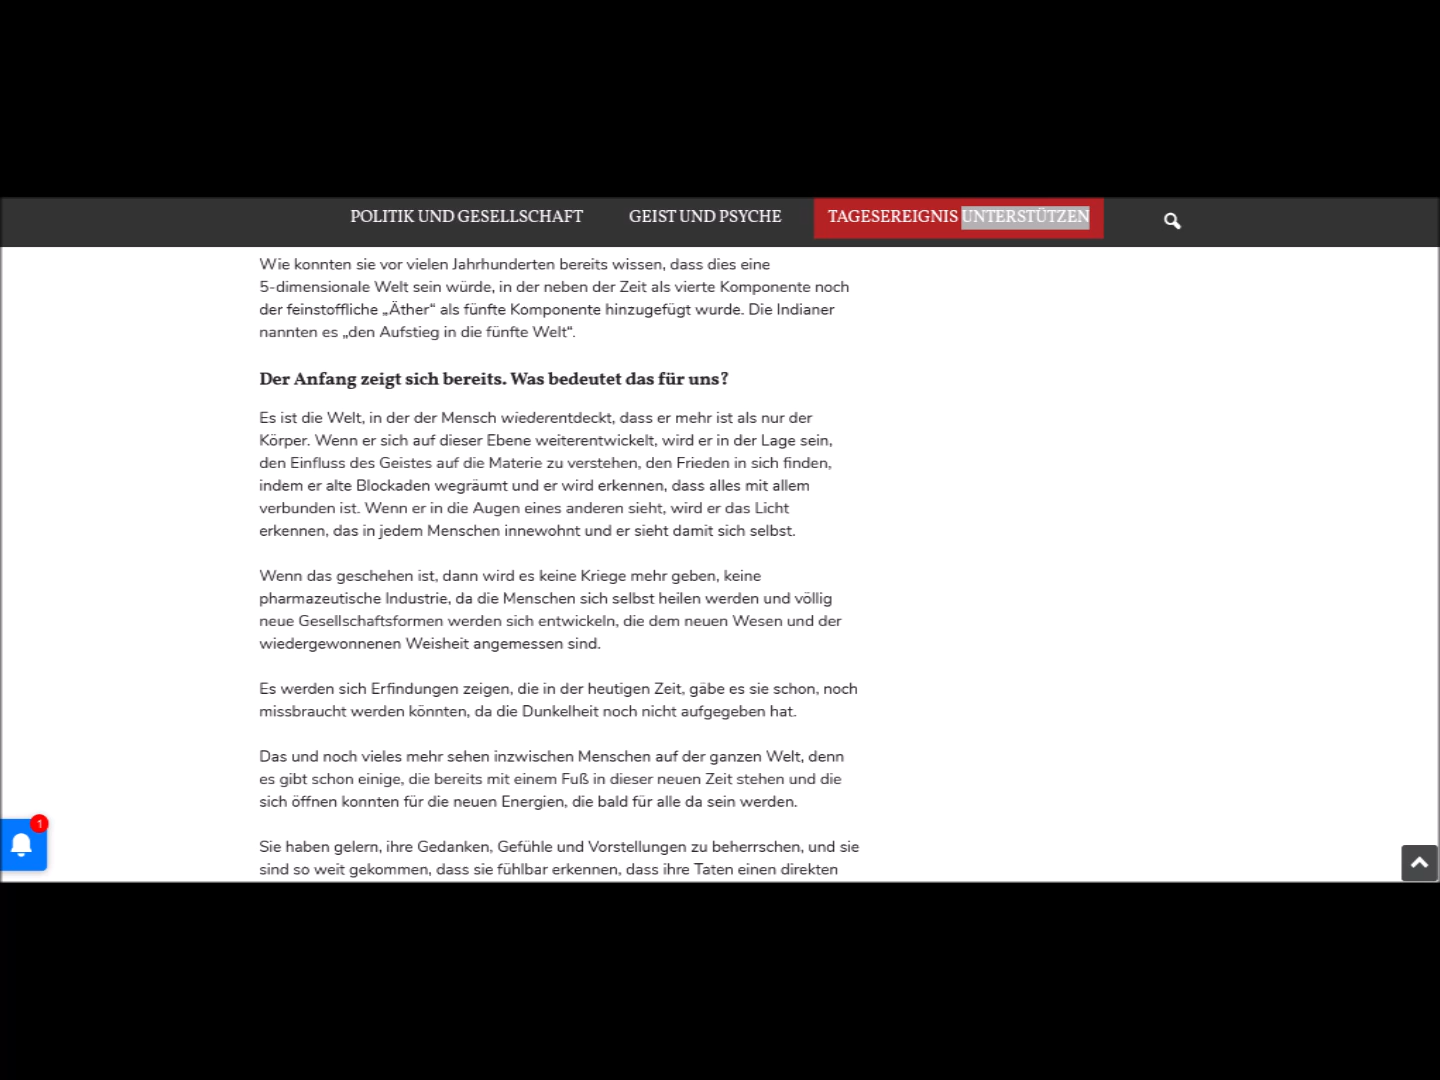 POLITIK UND GESELLSCHAFT GEIST UND PSYCHE TAGESEREIGNIS UNTERSTÜTZEN
Wie konnten sie vor vielen Jahrhunderten bereits wissen, dass dies eine
5-dimensionale Welt sein würde, in der neben der Zeit als vierte Komponente noch
der feinstoffliche „Äther“ als fünfte Komponente hinzugefügt wurde. Die Indianer
nannten es „den Aufstieg in die fünfte Welt“.
Der Anfang zeigt sich bereits. Was bedeutet das für uns?
Es ist die Welt, in der der Mensch wiederentdeckt, dass er mehr ist als nur der
Körper. Wenn er sich auf dieser Ebene weiterentwickelt, wird er in der Lage sein,
den Einfluss des Geistes auf die Materie zu verstehen, den Frieden in sich finden,
indem er alte Blockaden wegräumt und er wird erkennen, dass alles mit allem
verbunden ist. Wenn er in die Augen eines anderen sieht, wird er das Licht
erkennen, das in jedem Menschen innewohnt und er sieht damit sich selbst.
Wenn das geschehen ist, dann wird es keine Kriege mehr geben, keine
pharmazeutische Industrie, da die Menschen sich selbst heilen werden und völlig
neue Gesellschaftsformen werden sich entwickeln, die dem neuen Wesen und der
wiedergewonnenen Weisheit angemessen sind.
Es werden sich Erfindungen zeigen, die in der heutigen Zeit, gäbe es sie schon, noch
missbraucht werden könnten, da die Dunkelheit noch nicht aufgegeben hat.
Das und noch vieles mehr sehen inzwischen Menschen auf der ganzen Welt, denn
es gibt schon einige, die bereits mit einem Fuß in dieser neuen Zeit stehen und die
sich öffnen konnten für die neuen Energien, die bald für alle da sein werden.
1
Sie haben gelern, ihre Gedanken, Gefühle und Vorstellungen zu beherrschen, und sie
sind so weit gekommen, dass sie fühlbar erkennen, dass ihre Taten einen direkten